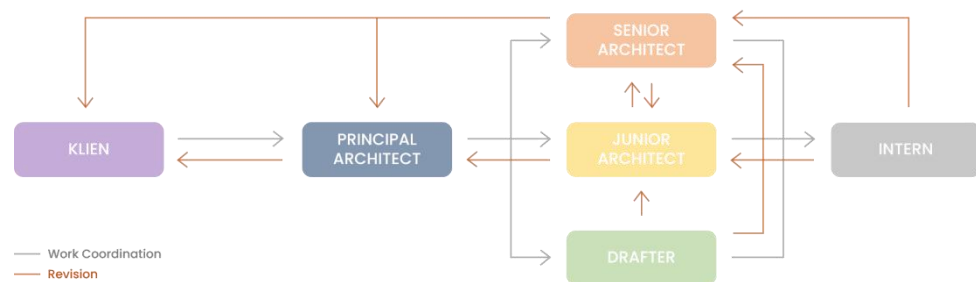 SENIOR
ARCHITECT
KLIEN
PRINCIPAL
ARCHITECT
JUNIOR
ARCHITECT
INTERN
DRAFTER
Work Coordination
Revision